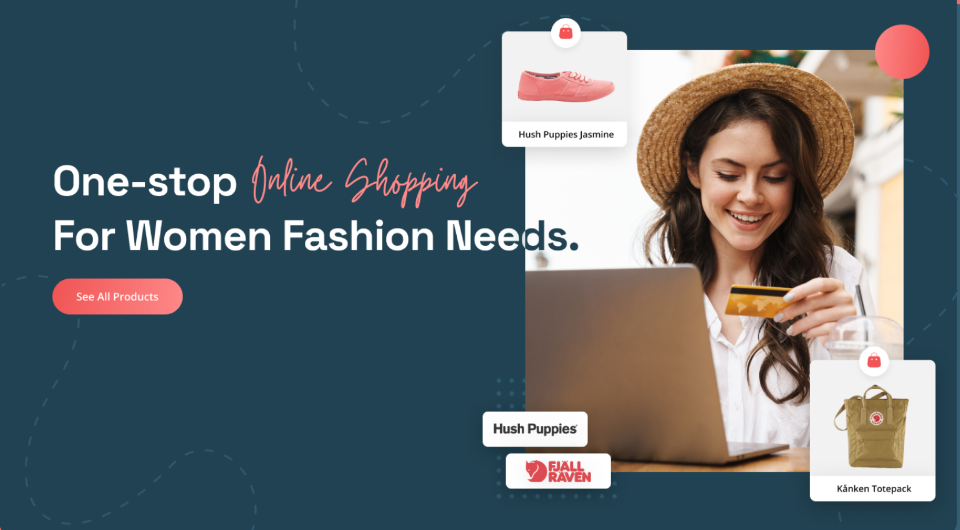 One-stop Online Shopping
For Women Fashion Needs.
See All Products
Hush Puppies Jasmine
Hush Puppies
FJÄLL
RÄVEN
Kånken Totepack